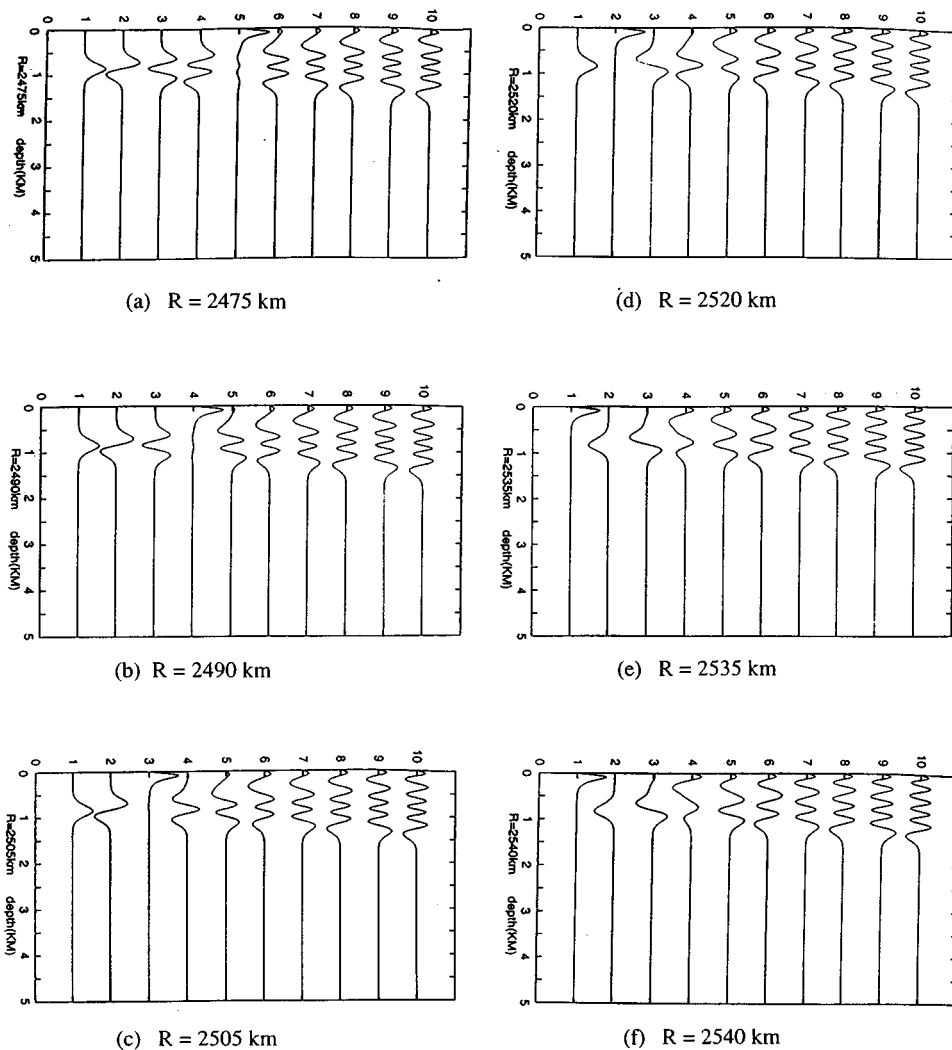 0 1 2 3 4 5 6 7 8 9 10
0 1 2 3 4 5
R=2475km depth(KM)
(a) R = 2475 km
0 1 2 3 4 5 6 7 8 9 10
0 1 2 3 4 5
R=2520km depth(KM)
(d) R = 2520 km
0 1 2 3 4 5 6 7 8 9 10
0 1 2 3 4 5
R=2490km depth(KM)
(b) R = 2490 km
0 1 2 3 4 5 6 7 8 9 10
0 1 2 3 4 5
R=2535km depth(KM)
(e) R = 2535 km
0 1 2 3 4 5 6 7 8 9 10
0 1 2 3 4 5
R=2505km depth(KM)
(c) R = 2505 km
0 1 2 3 4 5 6 7 8 9 10
0 1 2 3 4 5
R=2540km depth(KM)
(f) R = 2540 km